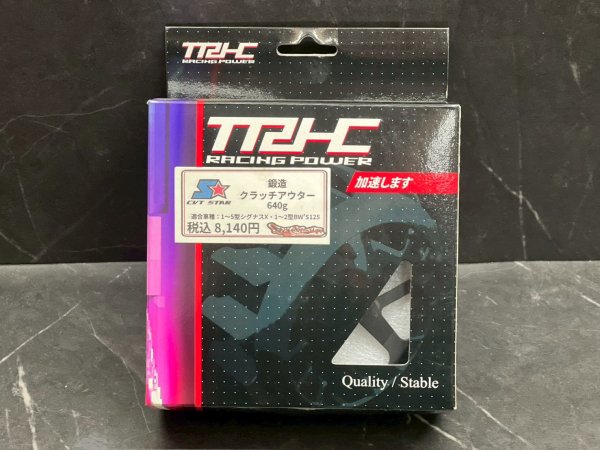 TTRHC
RACING POWER
TTRHC
RACING POWER
加速します
CVT STAR
鍛造
クラッチアウター
640g
適合車種：1～5型シグナスX・1～2型BW'S125
税込 8,140円
Quality / Stable